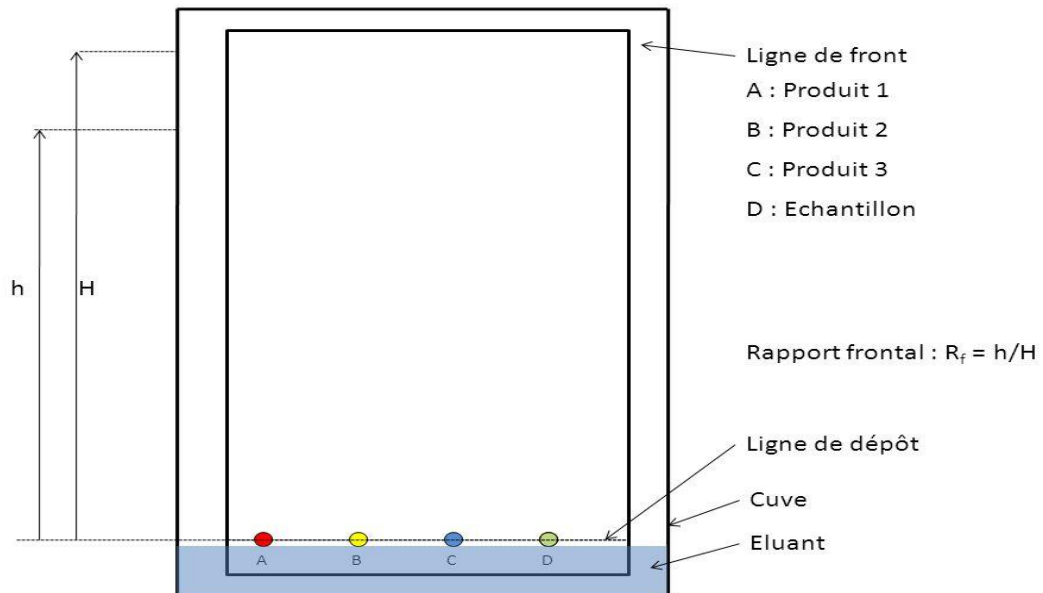 Ligne de front
A : Produit 1
B : Produit 2
C : Produit 3
D : Echantillon
h
H
Rapport frontal : Rf = h/H
Ligne de dépôt
Cuve
Eluant
A
B
C
D